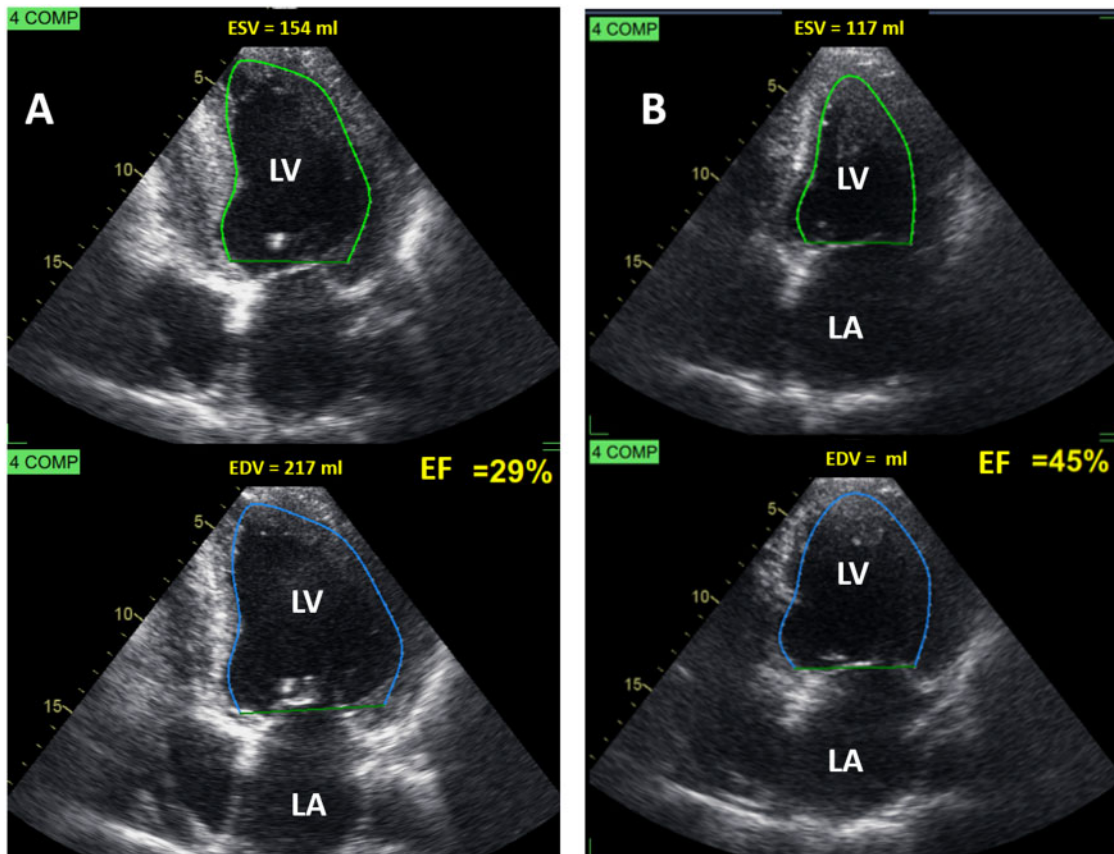 4 COMP
ESV = 154 ml
A
5
LV
10
15
4 COMP
ESV = 117 ml
B
5
LV
10
15
LA
4 COMP
EDV = 217 ml
EF =29%
5
LV
10
15
LA
4 COMP
EDV = ml
EF =45%
5
LV
10
15
LA